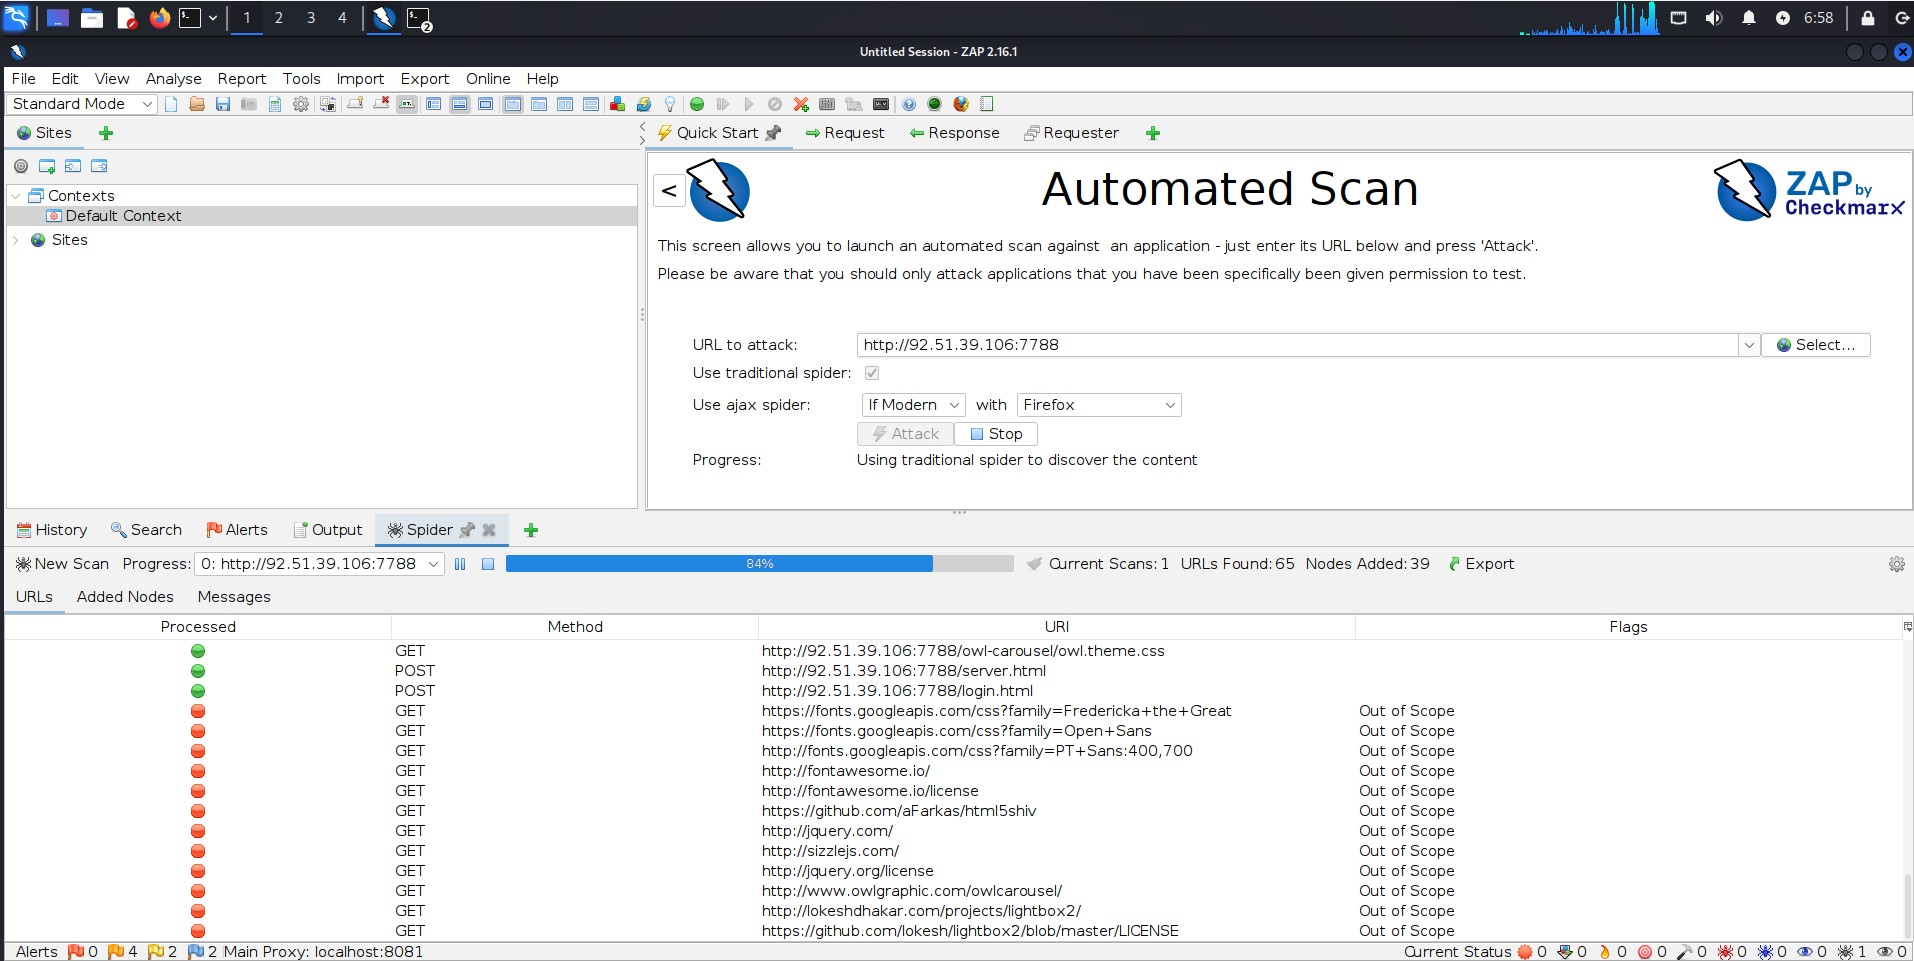 1 2 3 4 2 6:58
Untitled Session - ZAP 2.16.1
File Edit View Analyse Report Tools Import Export Online Help
Standard Mode
Sites
Quick Start Request Response Requester
Contexts
Default Context
Sites
<
Automated Scan
ZAP by
Checkmarx
This screen allows you to launch an automated scan against  an application - just enter its URL below and press 'Attack'.
Please be aware that you should only attack applications that you have been specifically been given permission to test.
URL to attack: http://92.51.39.106:7788 Select...
Use traditional spider:
Use ajax spider: If Modern with Firefox
Attack Stop
Progress: Using traditional spider to discover the content
History Search Alerts Output Spider
New Scan Progress: 0: http://92.51.39.106:7788 84% Current Scans: 1 URLs Found: 65 Nodes Added: 39 Export
URLs Added Nodes Messages
Processed Method URI Flags
GET http://92.51.39.106:7788/owl-carousel/owl.theme.css
POST http://92.51.39.106:7788/server.html
POST http://92.51.39.106:7788/login.html
GET https://fonts.googleapis.com/css?family=Fredericka+the+Great Out of Scope
GET https://fonts.googleapis.com/css?family=Open+Sans Out of Scope
GET http://fonts.googleapis.com/css?family=PT+Sans:400,700 Out of Scope
GET http://fontawesome.io/ Out of Scope
GET http://fontawesome.io/license Out of Scope
GET https://github.com/aFarkas/html5shiv Out of Scope
GET http://jquery.com/ Out of Scope
GET http://sizzlejs.com/ Out of Scope
GET http://jquery.org/license Out of Scope
GET http://www.owlgraphic.com/owlcarousel/ Out of Scope
GET http://lokeshdhakar.com/projects/lightbox2/ Out of Scope
GET https://github.com/lokesh/lightbox2/blob/master/LICENSE Out of Scope
Alerts 0 4 2 2 Main Proxy: localhost:8081 Current Status 0 0 0 0 0 0 0 0 1 0